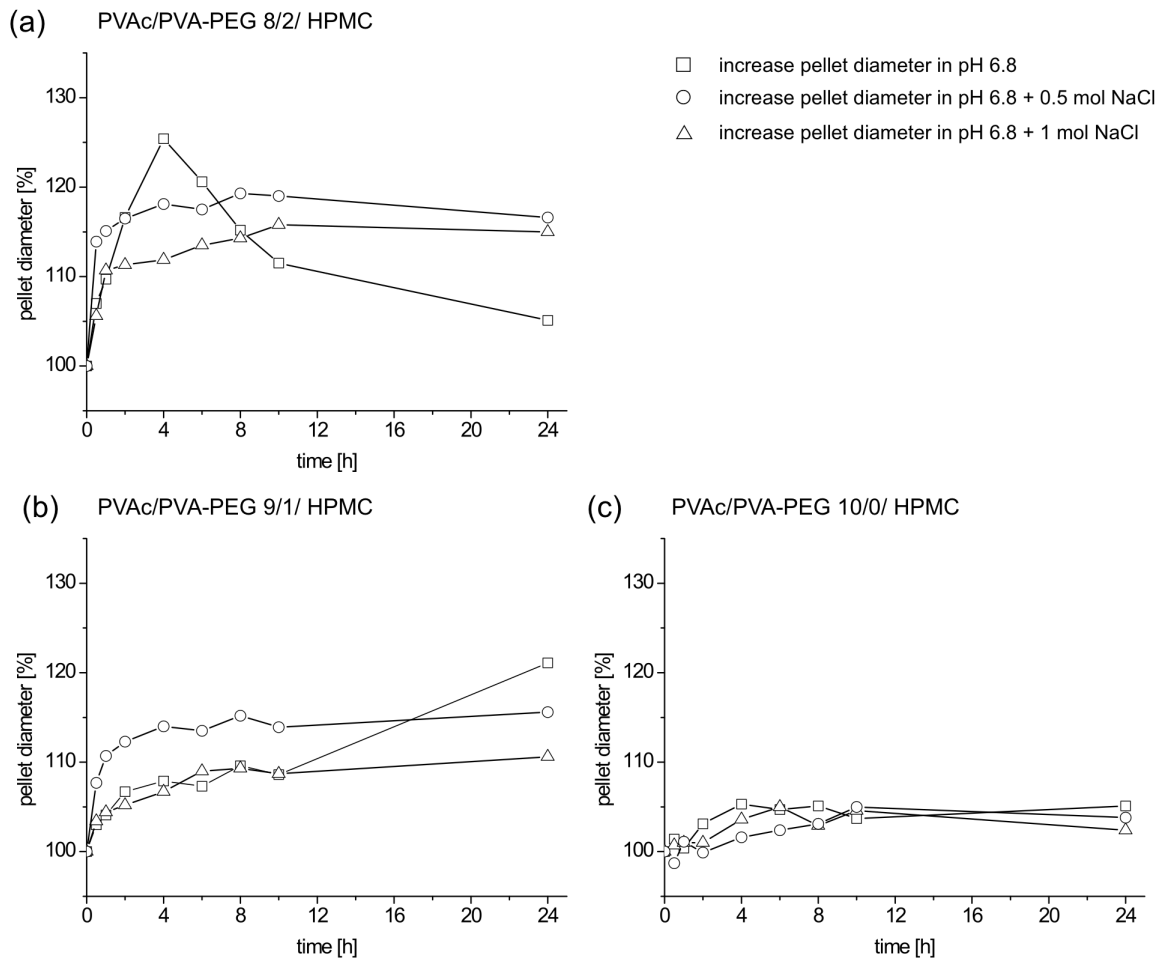 (a) PVAc/PVA-PEG 8/2/ HPMC
increase pellet diameter in pH 6.8
increase pellet diameter in pH 6.8 + 0.5 mol NaCl
increase pellet diameter in pH 6.8 + 1 mol NaCl
pellet diameter [%]
130
120
110
100
0 4 8 12 16 20 24
time [h]
(b) PVAc/PVA-PEG 9/1/ HPMC
pellet diameter [%]
130
120
110
100
0 4 8 12 16 20 24
time [h]
(c) PVAc/PVA-PEG 10/0/ HPMC
pellet diameter [%]
130
120
110
100
0 4 8 12 16 20 24
time [h]